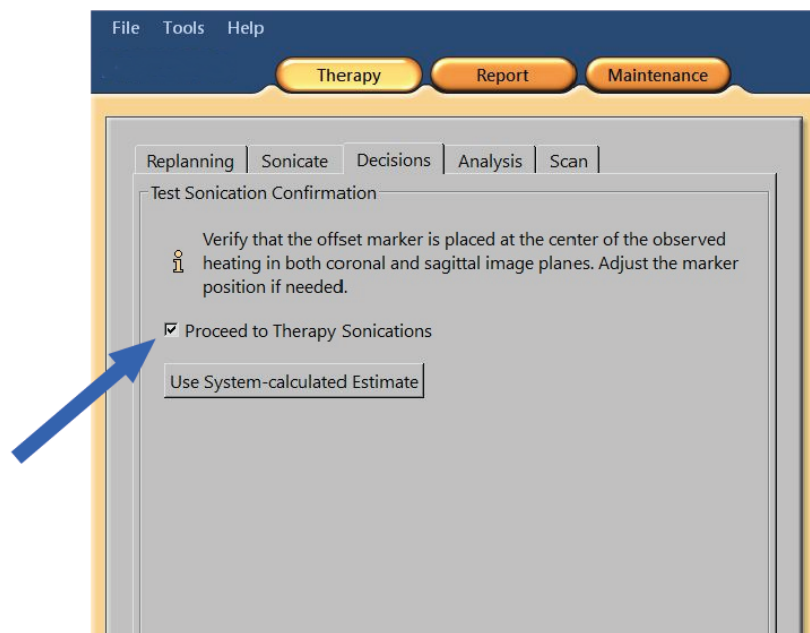 File Tools Help
Therapy Report Maintenance
Replanning Sonicate Decisions Analysis Scan
Test Sonication Confirmation
Verify that the offset marker is placed at the center of the observed
heating in both coronal and sagittal image planes. Adjust the marker
position if needed.
Proceed to Therapy Sonications
Use System-calculated Estimate